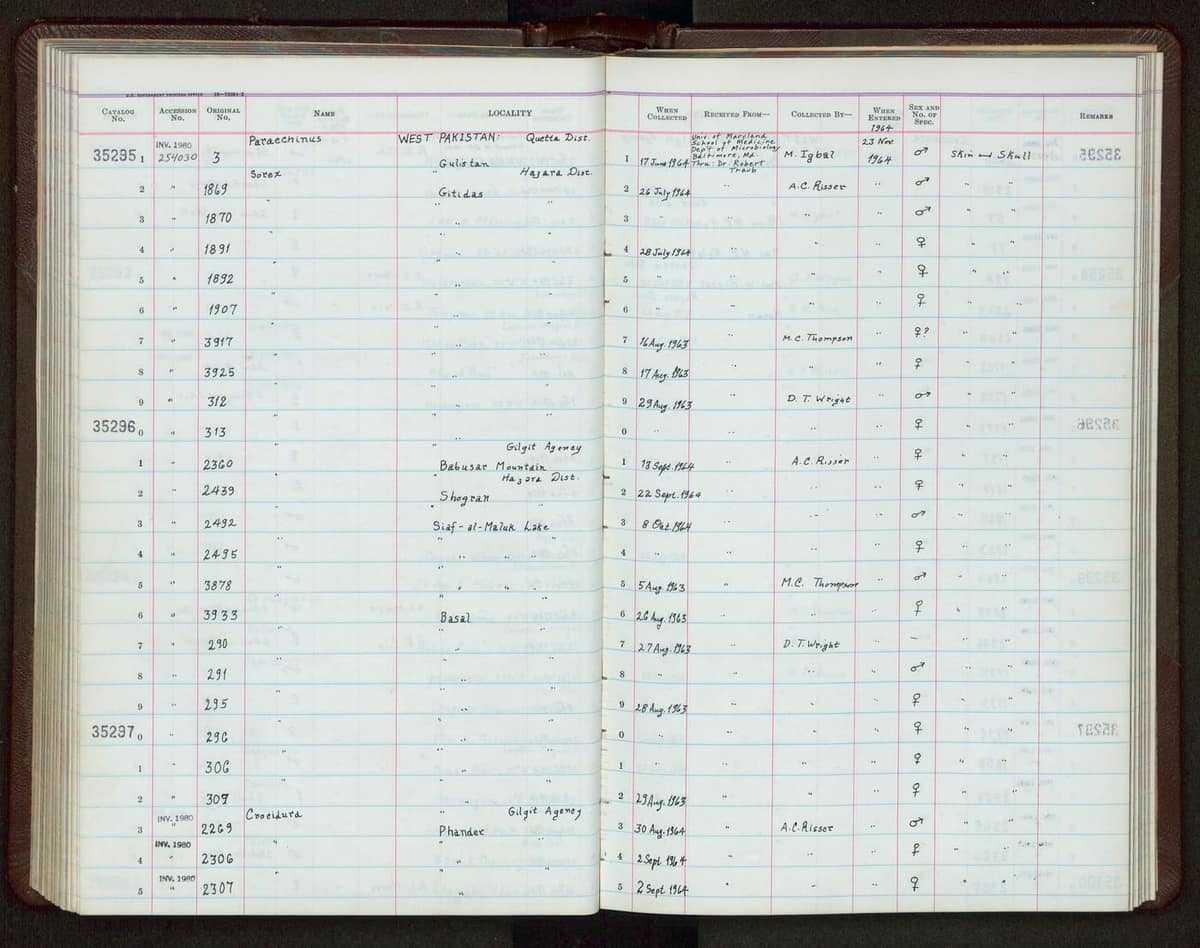 CATALOG No. ACCESSION No. ORIGINAL No. NAME LOCALITY WHEN COLLECTED RECEIVED FROM— COLLECTED BY— WHEN ENTERED SEX AND No. OF SPEC. REMARKS
1964
INV. 1980 Paraechinus WEST PAKISTAN: Quetta Dist. Univ. of Maryland School of Medicine Dep't of Microbiology Baltimore, Md. Thru: Dr. Robert Traub 23 Nov
35295 1 254030 3 Gulistan 1 17 June 1964 M. Iqbal 1964 ♂ Skin and Skull
Sorex " Hazara Dist.
2 " 1869 Gitidas 2 26 July 1964 A.C. Risser " ♂ " "
3 " 1870 " " 3 " " " " ♂ " "
4 " 1891 " " 4 28 July 1964 " " " ♀ " "
5 " 1892 " " 5 " " " " ♀ " "
6 " 1907 " " 6 " " " " ♀ " "
7 " 3917 " " 7 16 Aug. 1963 " M.C. Thompson " ♀? " "
8 " 3925 " " 8 17 Aug. 1963 " " " ♀ " "
9 " 312 " " 9 29 Aug. 1963 " D. T. Wright " ♂ " "
35296 0 " 313 " " 0 " " " " ♀ " "
" Gilgit Agency
1 " 2360 Babusar Mountain 1 13 Sept. 1964 " A.C. Risser " ♀ " "
Hazara Dist.
2 " 2439 " Shogran 2 22 Sept. 1964 " " " ♀ " "
3 " 2492 " Siaf-al-Maluk Lake 3 8 Oct 1964 " " " ♂ " "
4 " 2495 " " " " 4 " " " " ♀ " "
5 " 3878 " " " " 5 5 Aug. 1963 " M.C. Thompson " ♂ " "
6 " 3933 " Basal 6 26 Aug. 1963 " " " ♀ " "
7 " 290 " " 7 27 Aug. 1963 " D.T. Wright " – " "
8 " 291 " " 8 " " " " ♂ " "
9 " 295 " " 9 28 Aug. 1963 " " " ♀ " "
35297 0 " 296 " " 0 " " " " ♀ " "
1 " 306 " " 1 " " " " ♀ " "
2 " 307 " " 2 29 Aug. 1963 " " " ♀ " "
INV. 1980 Crocidura " Gilgit Agency
3 " 2269 Phander 3 30 Aug. 1964 " A.C. Risser " ♂ " "
INV. 1980
4 " 2306 " " 4 2 Sept 1964 " " " ♀ " "
INV. 1980
5 " 2307 " " 5 2 Sept. 1964 " " " ♀ " "